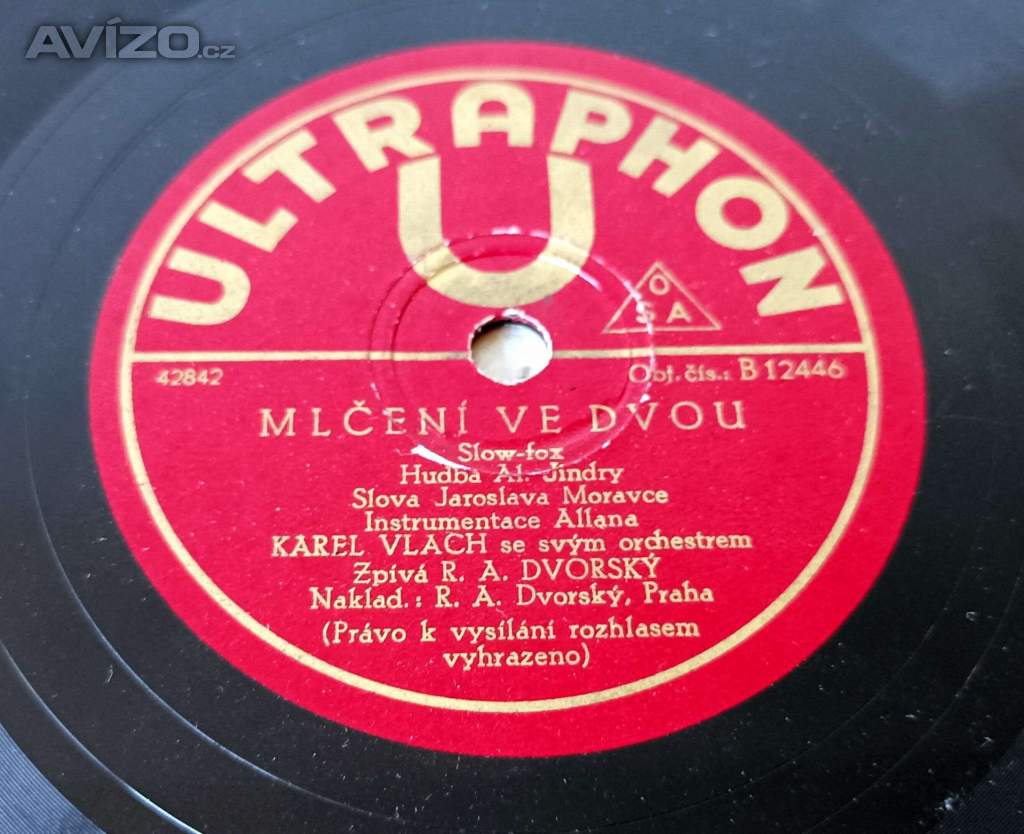 AVÍZO.cz
ULTRAPHON
U
O
S A
42842
Obj. čís.: B 12446
MLČENÍ VE DVOU
Slow-fox
Hudba Al. Jindry
Slova Jaroslava Moravce
Instrumentace Allana
KAREL VLACH se svým orchestrem
Zpívá R. A. DVORSKÝ
Naklad.: R. A. Dvorský, Praha
(Právo k vysílání rozhlasem
vyhrazeno)